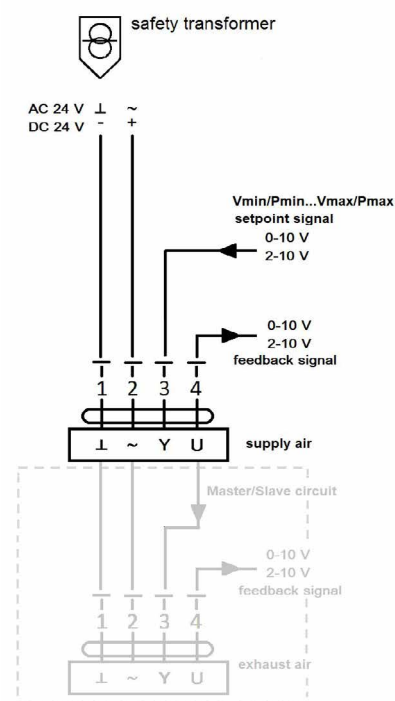 safety transformer
AC 24 V ⊥ ~
DC 24 V - +
Vmin/Pmin...Vmax/Pmax
setpoint signal
0-10 V
2-10 V
0-10 V
2-10 V
feedback signal
1 2 3 4
⊥ ~ Y U supply air
Master/Slave circuit
0-10 V
2-10 V
feedback signal
1 2 3 4
exhaust air
⊥ ~ Y U